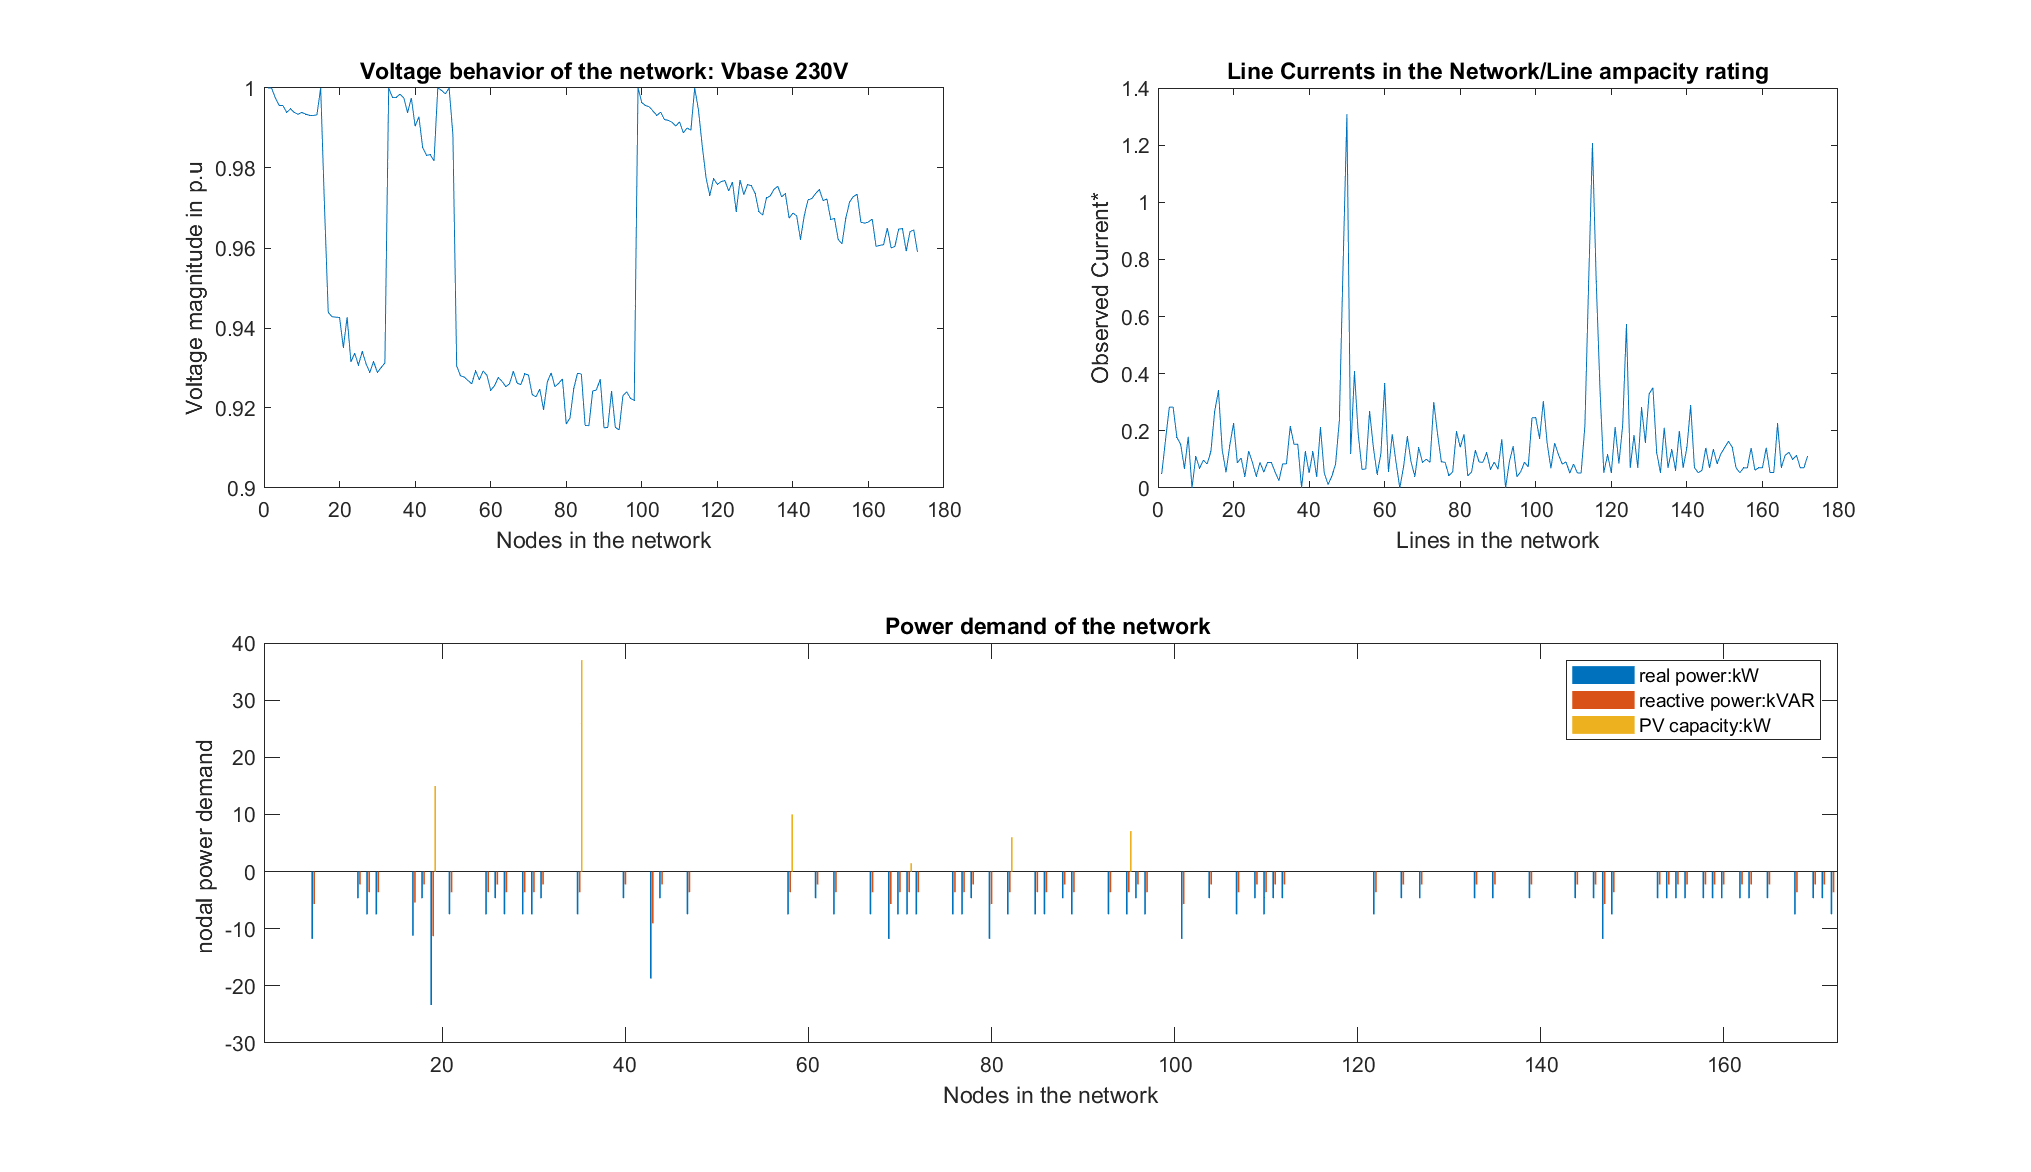 Voltage behavior of the network: Vbase 230V
Voltage magnitude in p.u
1
0.98
0.96
0.94
0.92
0.9
0 20 40 60 80 100 120 140 160 180
Nodes in the network
Line Currents in the Network/Line ampacity rating
Observed Current*
1.4
1.2
1
0.8
0.6
0.4
0.2
0
0 20 40 60 80 100 120 140 160 180
Lines in the network
Power demand of the network
nodal power demand
40
30
20
10
0
-10
-20
-30
20 40 60 80 100 120 140 160
Nodes in the network
real power:kW
reactive power:kVAR
PV capacity:kW